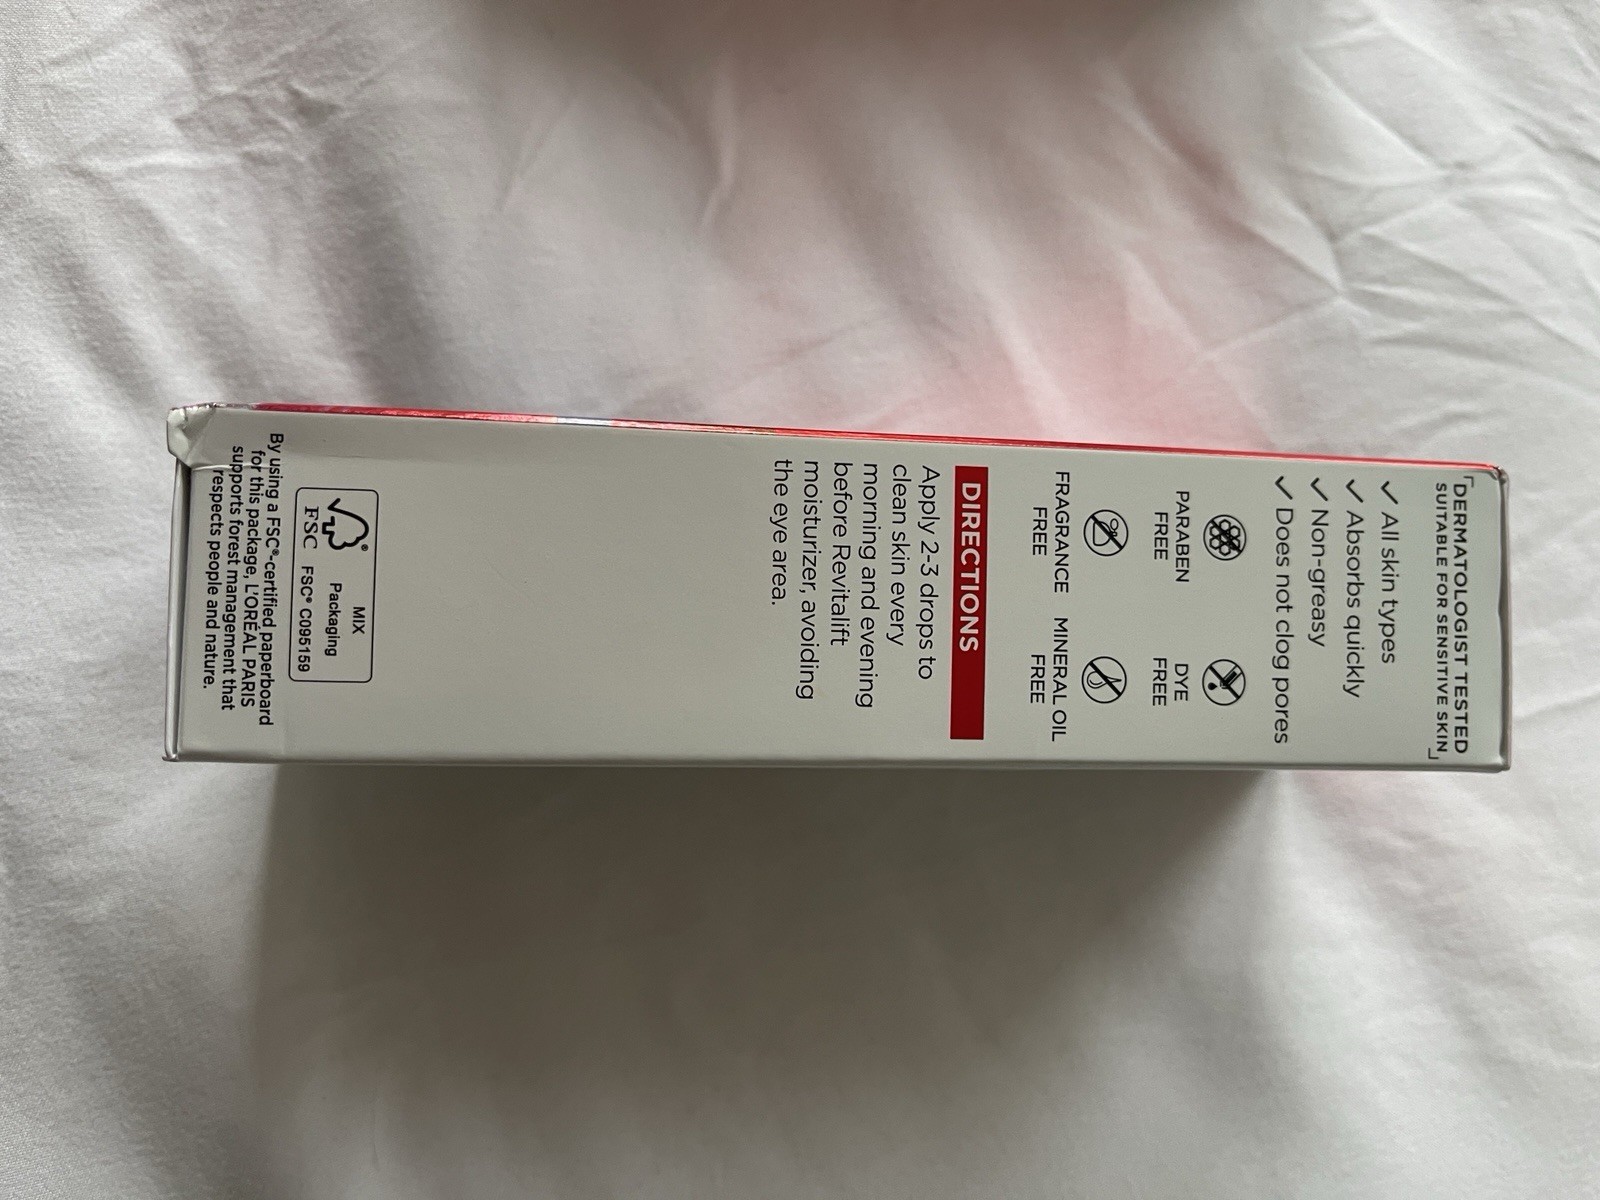 DERMATOLOGIST TESTED
SUITABLE FOR SENSITIVE SKIN
✓ All skin types
✓ Absorbs quickly
✓ Non-greasy
✓ Does not clog pores
PARABEN
FREE
DYE
FREE
FRAGRANCE
FREE
MINERAL OIL
FREE
DIRECTIONS
Apply 2-3 drops to
clean skin every
morning and evening
before Revitalift
moisturizer, avoiding
the eye area.
FSC
MIX
Packaging
FSC® C095159
By using a FSC®-certified paperboard
for this package, L'ORÉAL PARIS
supports forest management that
respects people and nature.